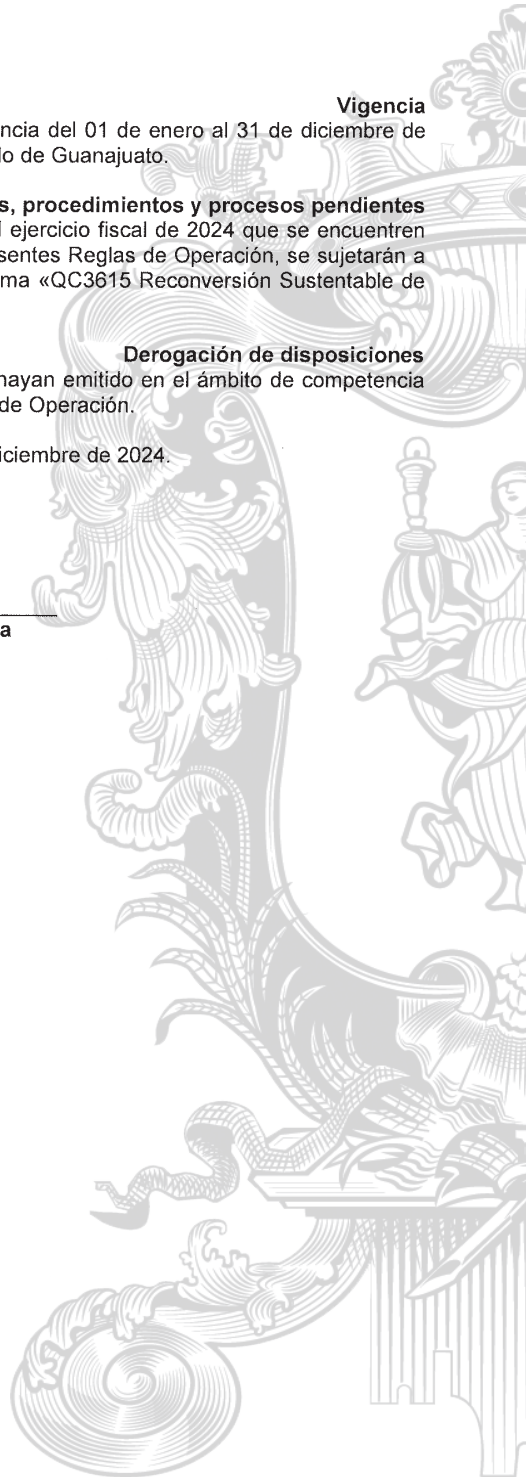 Vigencia
ncia del 01 de enero al 31 de diciembre de
lo de Guanajuato.
s, procedimientos y procesos pendientes
l ejercicio fiscal de 2024 que se encuentren
sentes Reglas de Operación, se sujetarán a
ma «QC3615 Reconversión Sustentable de
Derogación de disposiciones
hayan emitido en el ámbito de competencia
de Operación.
iciembre de 2024.
a